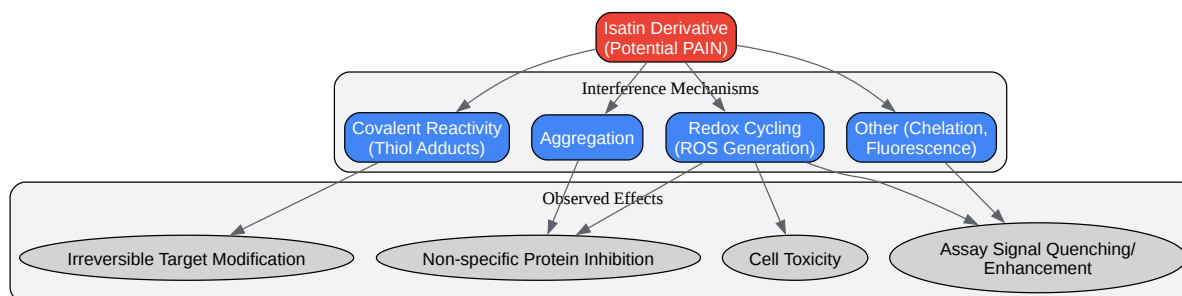 Isatin Derivative
(Potential PAIN)
Interference Mechanisms
Covalent Reactivity
(Thiol Adducts)
Aggregation
Redox Cycling
(ROS Generation)
Other (Chelation,
Fluorescence)
Observed Effects
Irreversible Target Modification
Non-specific Protein Inhibition
Cell Toxicity
Assay Signal Quenching/
Enhancement